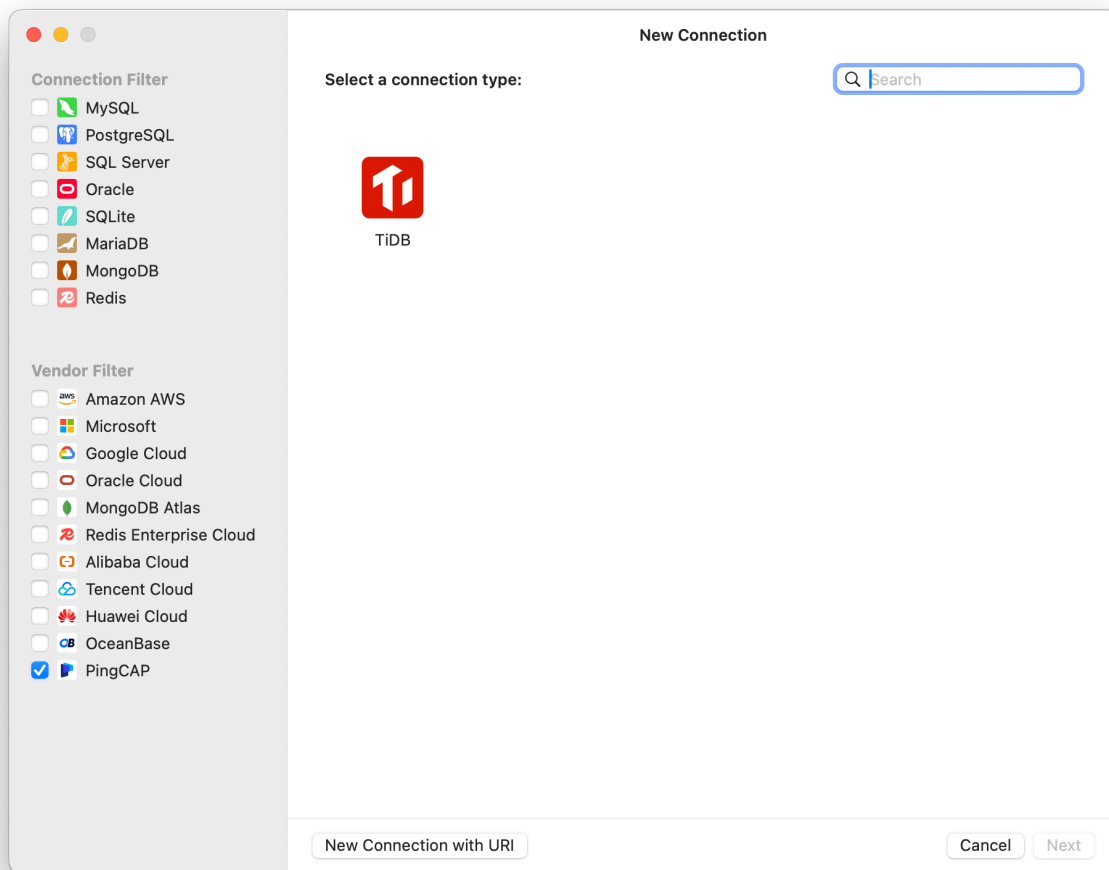 New Connection
Connection Filter
MySQL
PostgreSQL
SQL Server
Oracle
SQLite
MariaDB
MongoDB
Redis
Vendor Filter
aws Amazon AWS
Microsoft
Google Cloud
Oracle Cloud
MongoDB Atlas
Redis Enterprise Cloud
Alibaba Cloud
Tencent Cloud
Huawei Cloud
OB OceanBase
PingCAP
Select a connection type:
Search
TiDB
New Connection with URI
Cancel
Next